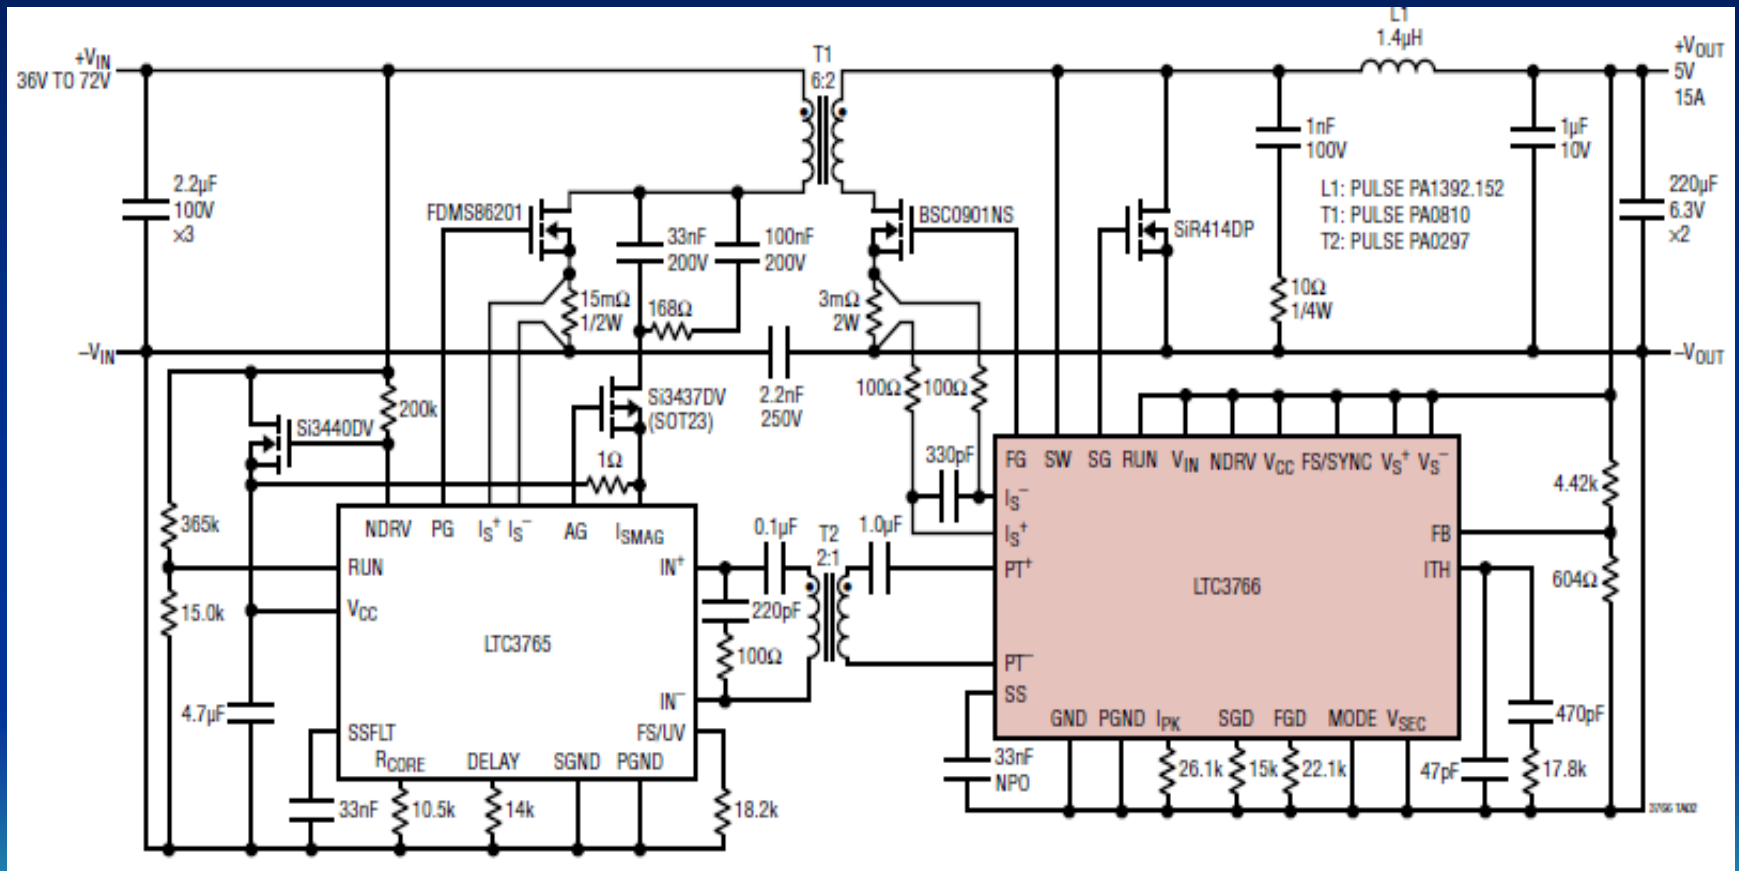 +VIN
36V TO 72V
2.2µF
100V
×3
–VIN
T1
6:2
L1
1.4µH
+VOUT
5V
15A
FDMS86201
33nF
200V
100nF
200V
BSC0901NS
SiR414DP
1nF
100V
1µF
10V
L1: PULSE PA1392.152
T1: PULSE PA0810
T2: PULSE PA0297
220µF
6.3V
×2
15mΩ
1/2W
168Ω
3mΩ
2W
10Ω
1/4W
–VOUT
2.2nF
250V
100Ω
100Ω
Si3440DV
200k
Si3437DV
(SOT23)
1Ω
330pF
365k
15.0k
4.7µF
NDRV
PG
IS+
IS–
AG
ISMAG
RUN
VCC
LTC3765
IN+
IN–
SSFLT
FS/UV
RCORE
DELAY
SGND
PGND
33nF
10.5k
14k
18.2k
0.1µF
T2
2:1
1.0µF
220pF
100Ω
FG
SW
SG
RUN
VIN
NDRV
VCC
FS/SYNC
VS+
VS–
IS–
IS+
PT+
LTC3766
PT–
SS
FB
ITH
GND
PGND
IPK
SGD
FGD
MODE
VSEC
4.42k
604Ω
33nF
NPO
26.1k
15k
22.1k
47pF
470pF
17.8k
3766 TA02